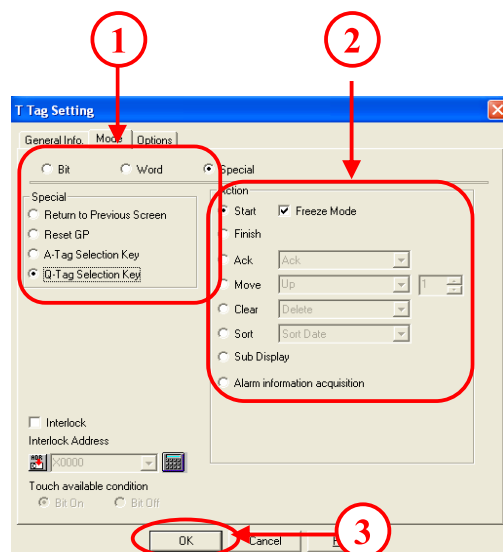 1
2
T Tag Setting
General Info. Mode Options
Bit Word Special
Special
Return to Previous Screen
Reset GP
A-Tag Selection Key
Q-Tag Selection Key
Action
Start Freeze Mode
Finish
Ack Ack
Move Up 1
Clear Delete
Sort Sort Date
Sub Display
Alarm information acquisition
Interlock
Interlock Address
X0000
Touch available condition
Bit On Bit Off
OK Cancel
3